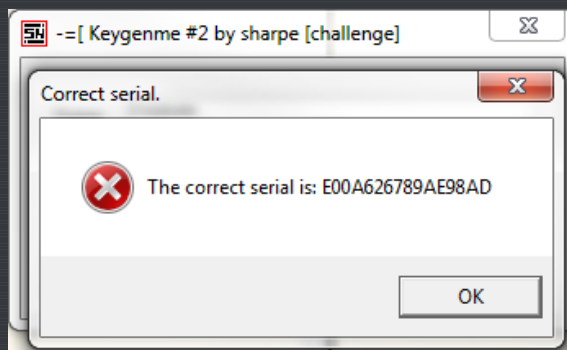 -=[ Keygenme #2 by sharpe [challenge]
Correct serial.
The correct serial is: E00A626789AE98AD
OK